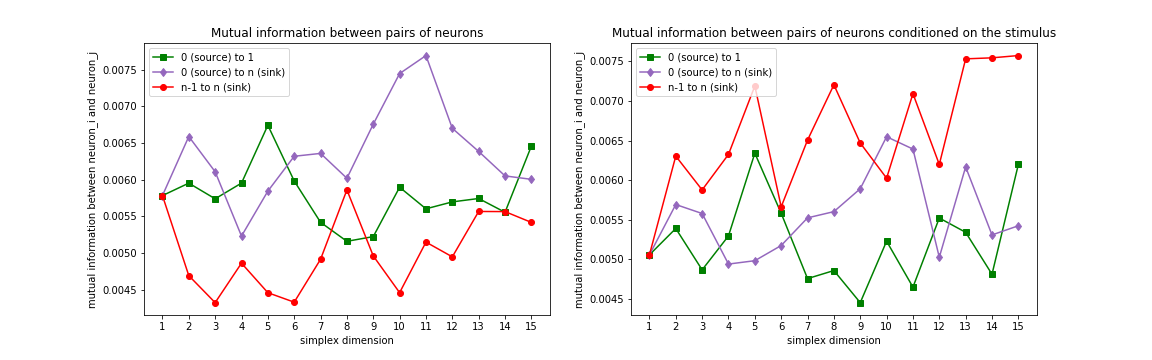 Mutual information between pairs of neurons
mutual information between neuron_i and neuron_j
0.0075
0.0070
0.0065
0.0060
0.0055
0.0050
0.0045
0 (source) to 1
0 (source) to n (sink)
n-1 to n (sink)
1 2 3 4 5 6 7 8 9 10 11 12 13 14 15
simplex dimension
Mutual information between pairs of neurons conditioned on the stimulus
mutual information between neuron_i and neuron_j
0.0075
0.0070
0.0065
0.0060
0.0055
0.0050
0.0045
0 (source) to 1
0 (source) to n (sink)
n-1 to n (sink)
1 2 3 4 5 6 7 8 9 10 11 12 13 14 15
simplex dimension